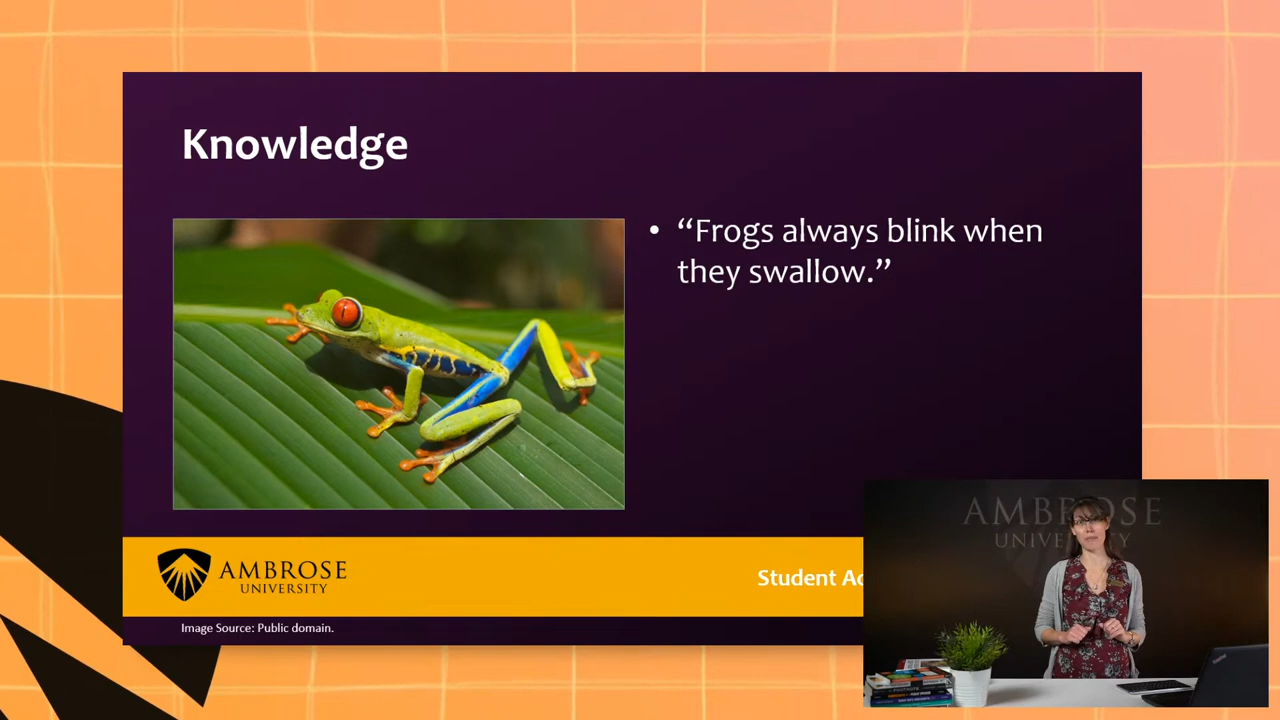 Knowledge
• “Frogs always blink when
they swallow.”
AMBROSE
UNIVERSITY
Student Ac
Image Source: Public domain.
AMBROSE
UNIVERSITY